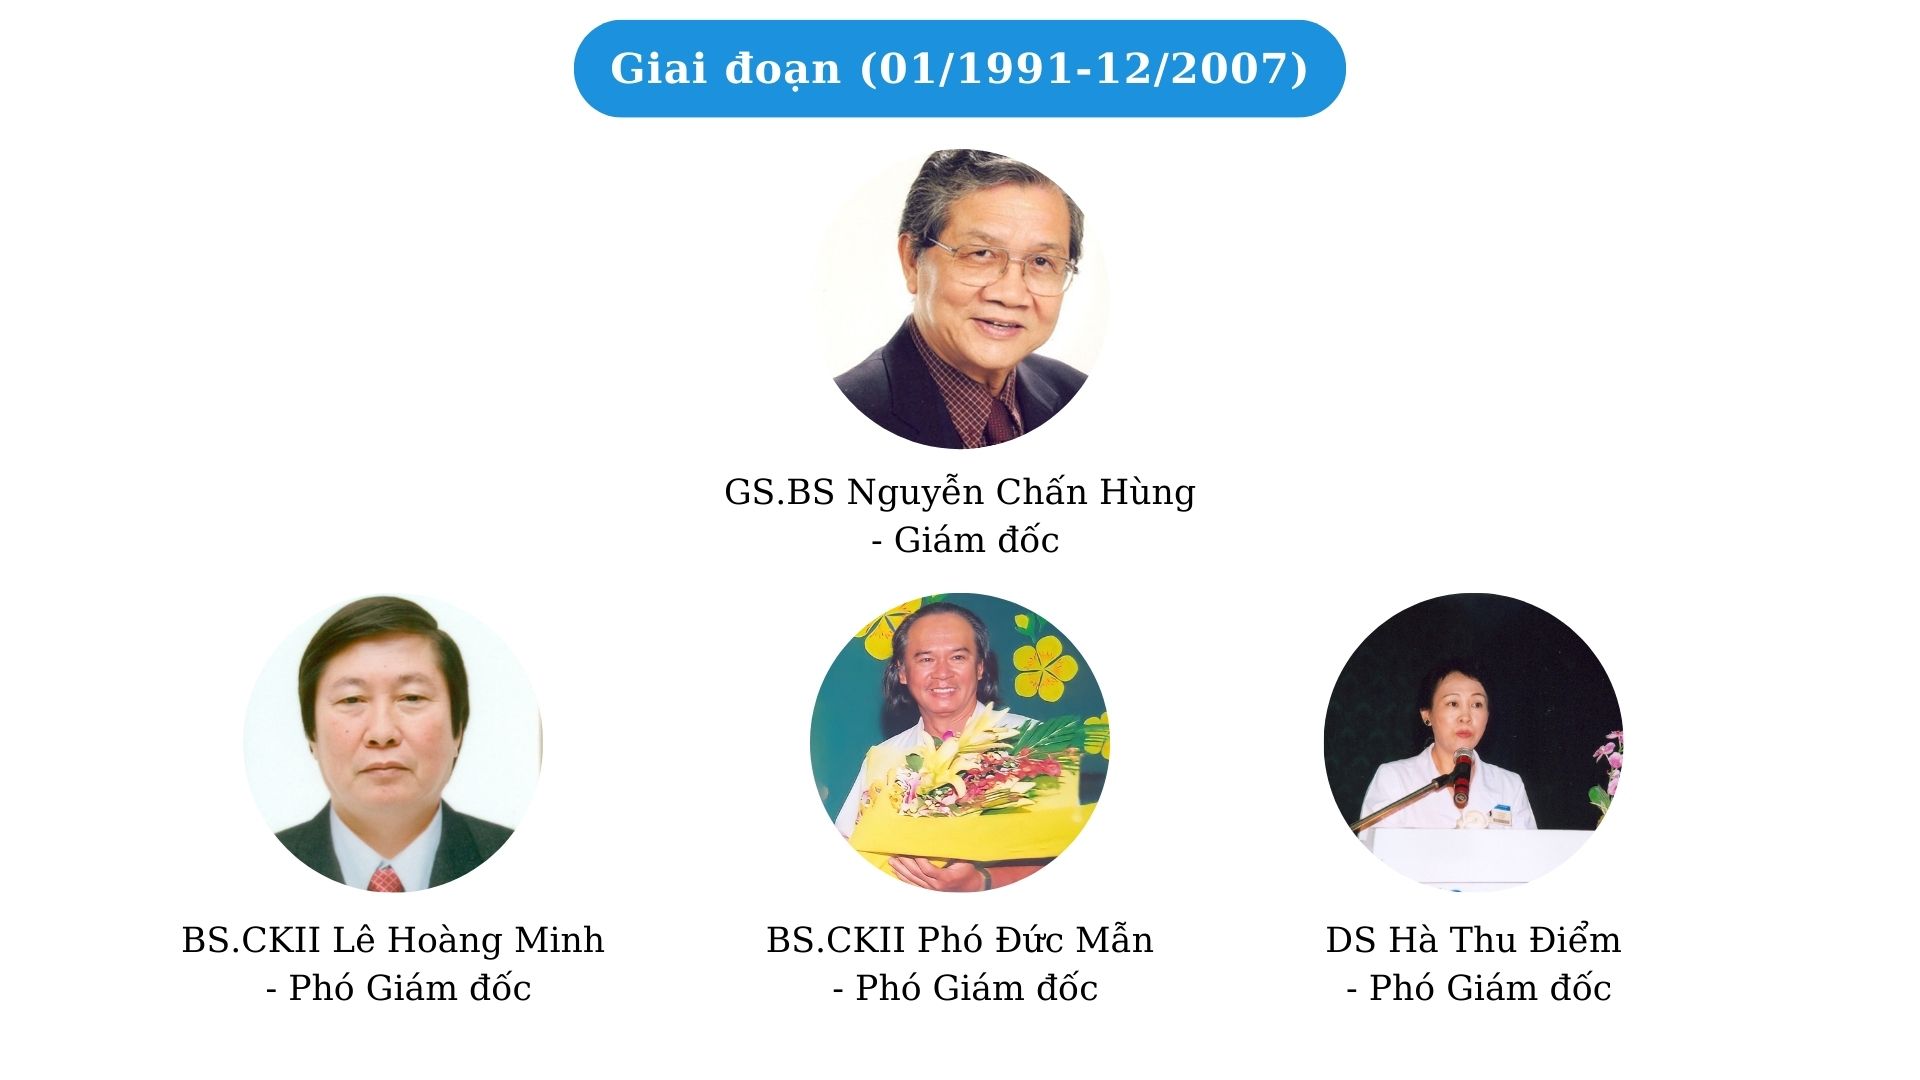 Giai đoạn (01/1991-12/2007)
GS.BS Nguyễn Chấn Hùng
- Giám đốc
BS.CKII Lê Hoàng Minh
- Phó Giám đốc
BS.CKII Phó Đức Mẫn
- Phó Giám đốc
DS Hà Thu Điểm
- Phó Giám đốc